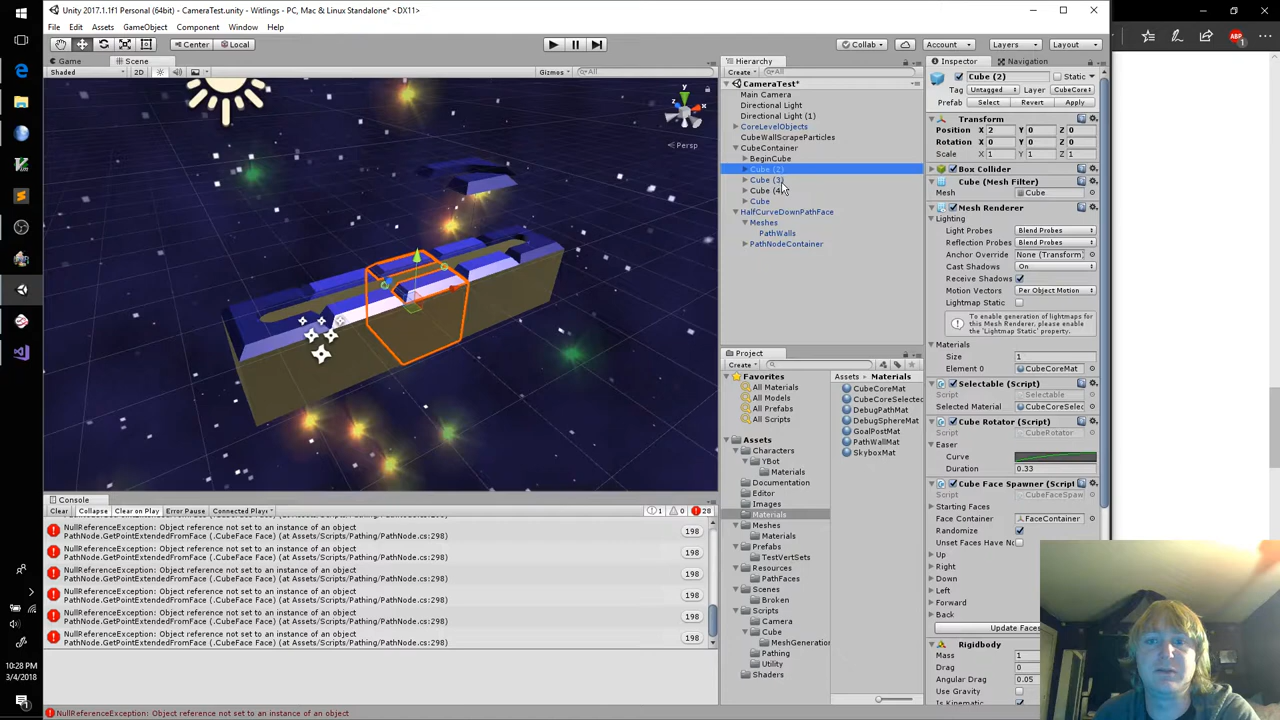 Unity 2017.1.1f1 Personal (64bit) - CameraTest.unity - Witlings - PC, Mac & Linux Standalone* <DX11>
File Edit Assets GameObject Component Window Help
Center Local Collab Account Layers Layout
Game Scene
Shaded 2D Gizmos All
y
x
Persp
Hierarchy
Create All
CameraTest*
Main Camera
Directional Light
Directional Light (1)
CoreLevelObjects
CubeWallScrapeParticles
CubeContainer
BeginCube
Cube (2)
Cube (3)
Cube (4)
Cube
HalfCurveDownPathFace
Meshes
PathWalls
PathNodeContainer
Project
Create
Favorites
All Materials
All Models
All Prefabs
All Scripts
Assets
Characters
YBot
Materials
Documentation
Editor
Images
Materials
Meshes
Materials
Prefabs
TestVertSets
Resources
PathFaces
Scenes
Broken
Scripts
Camera
Cube
MeshGeneration
Pathing
Utility
Shaders
Assets Materials
CubeCoreMat
CubeCoreSelected
DebugPathMat
DebugSphereMat
GoalPostMat
PathWallMat
SkyboxMat
Inspector Navigation
Cube (2) Static
Tag Untagged Layer CubeCore
Prefab Select Revert Apply
Transform
Position X 2 Y 0 Z 0
Rotation X 0 Y 0 Z 0
Scale X 1 Y 1 Z 1
Box Collider
Cube (Mesh Filter)
Mesh Cube
Mesh Renderer
Lighting
Light Probes Blend Probes
Reflection Probes Blend Probes
Anchor Override None (Transform)
Cast Shadows On
Receive Shadows
Motion Vectors Per Object Motion
Lightmap Static
To enable generation of lightmaps for
this Mesh Renderer, please enable
the 'Lightmap Static' property.
Materials
Size 1
Element 0 CubeCoreMat
Selectable (Script)
Script Selectable
Selected Material CubeCoreSelec
Cube Rotator (Script)
Script CubeRotator
Easer
Curve
Duration 0.33
Cube Face Spawner (Script)
Script CubeFaceSpaw
Starting Faces
Face Container FaceContainer
Randomize
Unset Faces Have No
Up
Right
Down
Left
Forward
Back
Update Faces
Rigidbody
Mass 1
Drag 0
Angular Drag 0.05
Use Gravity
Is Kinematic
Console
Clear Collapse Clear on Play Error Pause Connected Player 1 0 28
PathNode.GetPointExtendedFromFace (.CubeFace Face) (at Assets/Scripts/Pathing/PathNode.cs:298)
NullReferenceException: Object reference not set to an instance of an object
PathNode.GetPointExtendedFromFace (.CubeFace Face) (at Assets/Scripts/Pathing/PathNode.cs:298) 198
NullReferenceException: Object reference not set to an instance of an object
PathNode.GetPointExtendedFromFace (.CubeFace Face) (at Assets/Scripts/Pathing/PathNode.cs:298) 198
NullReferenceException: Object reference not set to an instance of an object
PathNode.GetPointExtendedFromFace (.CubeFace Face) (at Assets/Scripts/Pathing/PathNode.cs:298) 198
NullReferenceException: Object reference not set to an instance of an object
PathNode.GetPointExtendedFromFace (.CubeFace Face) (at Assets/Scripts/Pathing/PathNode.cs:298) 198
NullReferenceException: Object reference not set to an instance of an object
PathNode.GetPointExtendedFromFace (.CubeFace Face) (at Assets/Scripts/Pathing/PathNode.cs:298) 198
NullReferenceException: Object reference not set to an instance of an object
PathNode.GetPointExtendedFromFace (.CubeFace Face) (at Assets/Scripts/Pathing/PathNode.cs:298) 198
NullReferenceException: Object reference not set to an instance of an object
10:28 PM
3/4/2018
ABP
1